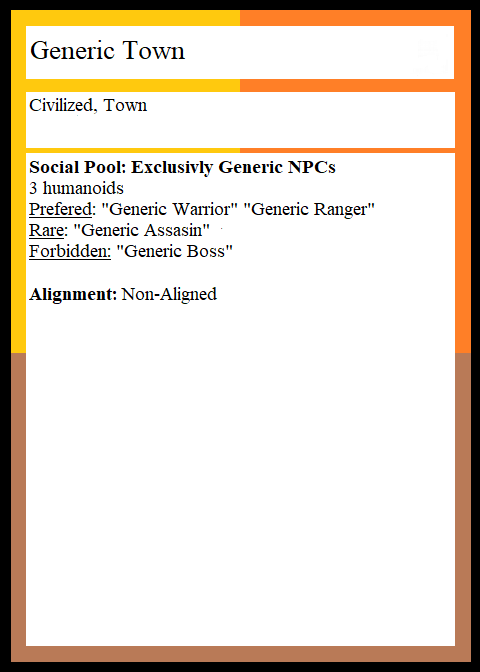 Generic Town
Civilized, Town
Social Pool: Exclusivly Generic NPCs
3 humanoids
Prefered: "Generic Warrior" "Generic Ranger"
Rare: "Generic Assasin"
Forbidden: "Generic Boss"
Alignment: Non-Aligned